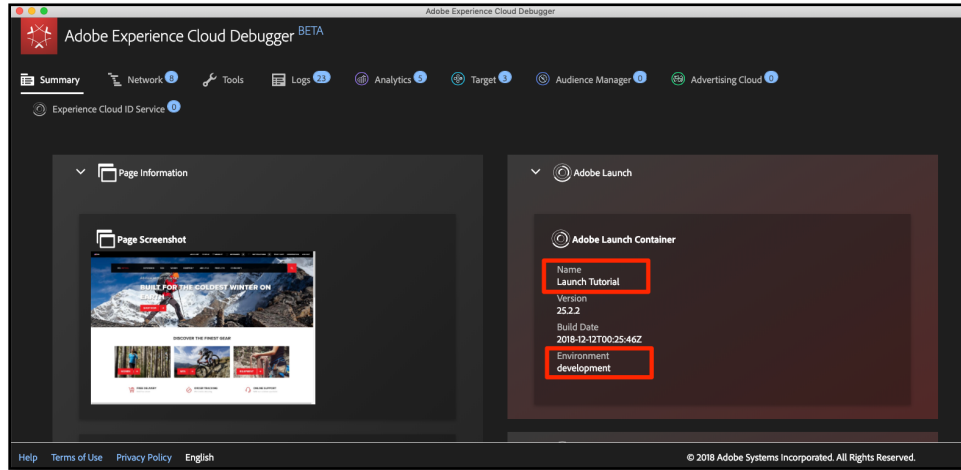 Adobe Experience Cloud Debugger
Adobe Experience Cloud Debugger BETA
Summary
Network 8
Tools
Logs 23
Analytics 5
Target 3
Audience Manager 0
Advertising Cloud 0
Experience Cloud ID Service 0
Page Information
Page Screenshot
BUILT FOR THE COLDEST WINTER ON
EARTH
DISCOVER THE FINEST GEAR
Adobe Launch
Adobe Launch Container
Name
Launch Tutorial
Version
25.2.2
Build Date
2018-12-12T00:25:46Z
Environment
development
Help Terms of Use Privacy Policy English
© 2018 Adobe Systems Incorporated. All Rights Reserved.